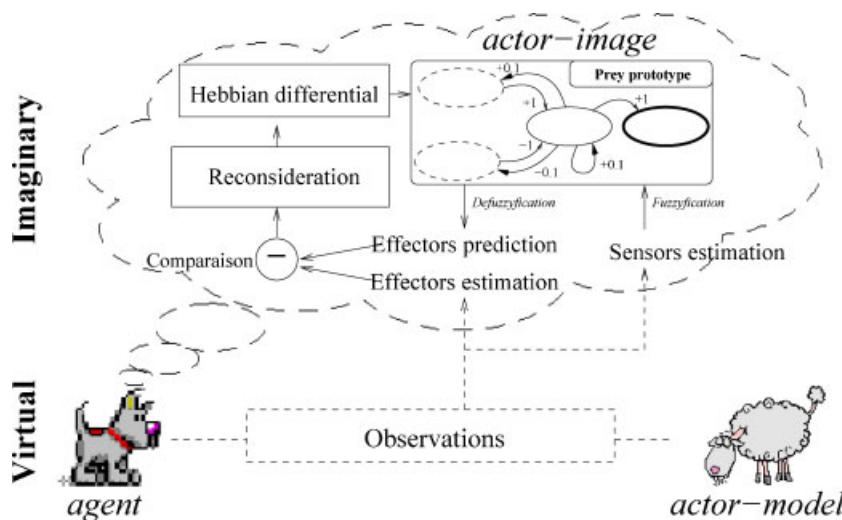 actor-image
Imaginary
Hebbian differential
Prey prototype
+0.1
+1
+1
-1
-0.1
+0.1
Reconsideration
Defuzzyfication
Fuzzyfication
Comparaison
−
Effectors prediction
Sensors estimation
Effectors estimation
Virtual
Observations
agent
actor-model